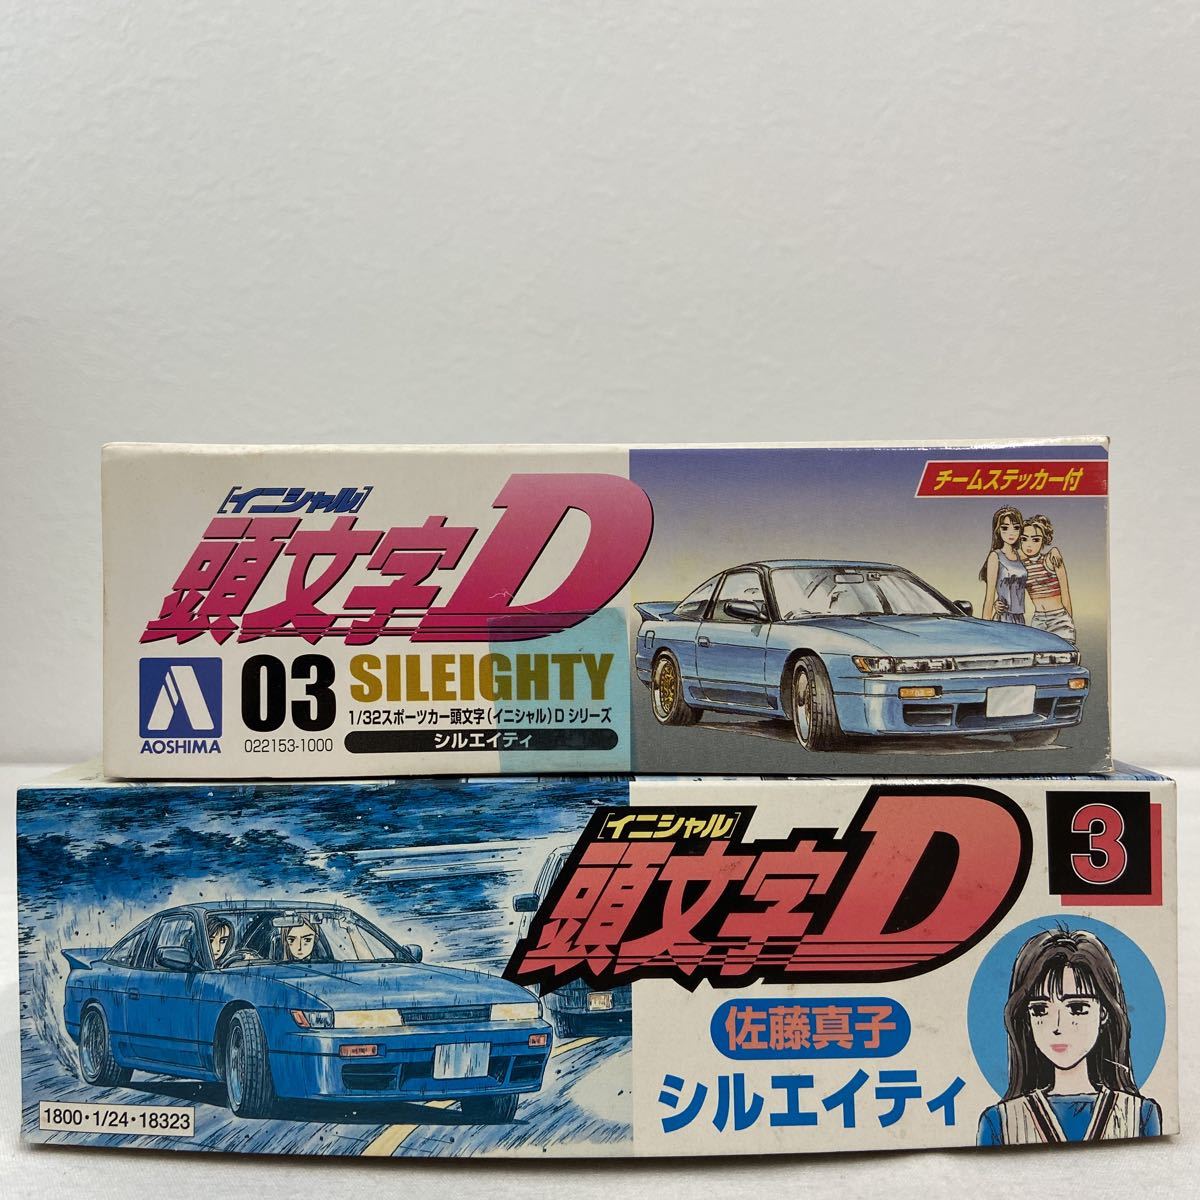 [イニシャル]
頭文字D
チームステッカー付
AOSHIMA
03
SILEIGHTY
022153-1000
1/32スポーツカー頭文字(イニシャル)Dシリーズ
シルエイティ
[イニシャル]
頭文字D
3
佐藤真子
シルエイティ
1800・1/24・18323